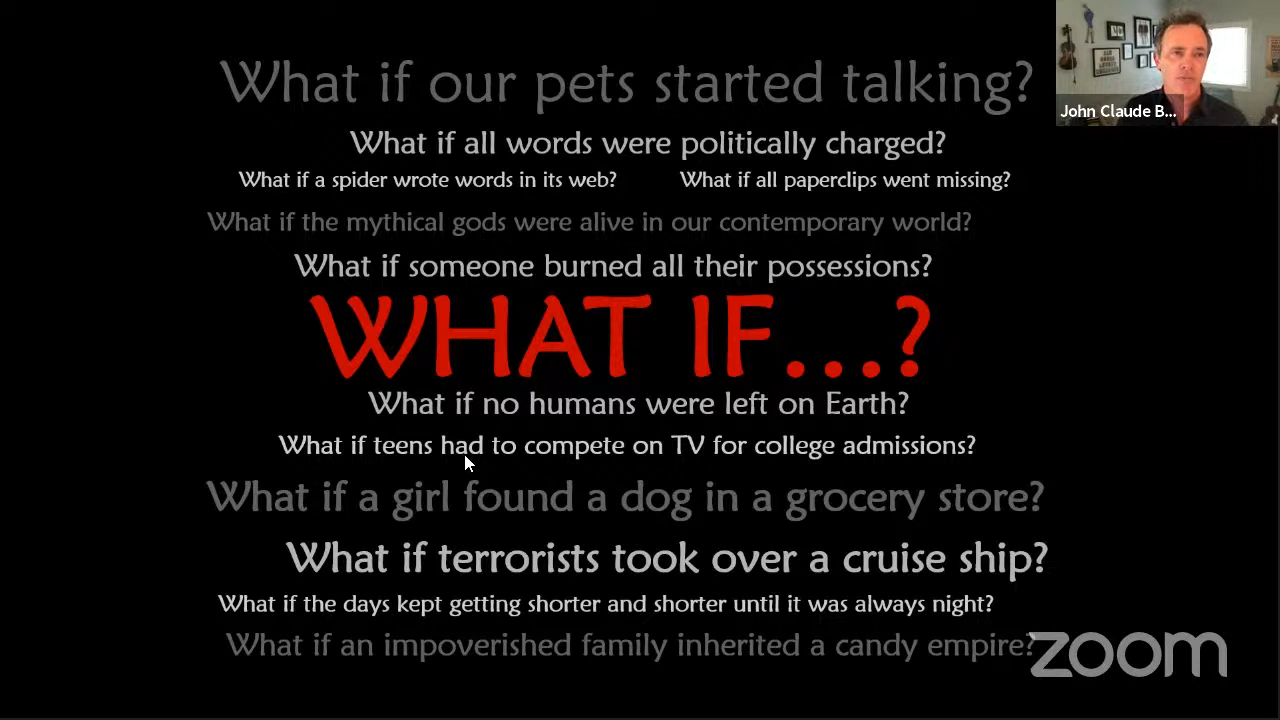 What if our pets started talking?
John Claude B...
What if all words were politically charged?
What if a spider wrote words in its web? What if all paperclips went missing?
What if the mythical gods were alive in our contemporary world?
What if someone burned all their possessions?
WHAT IF...?
What if no humans were left on Earth?
What if teens had to compete on TV for college admissions?
What if a girl found a dog in a grocery store?
What if terrorists took over a cruise ship?
What if the days kept getting shorter and shorter until it was always night?
What if an impoverished family inherited a candy empire?
zoom